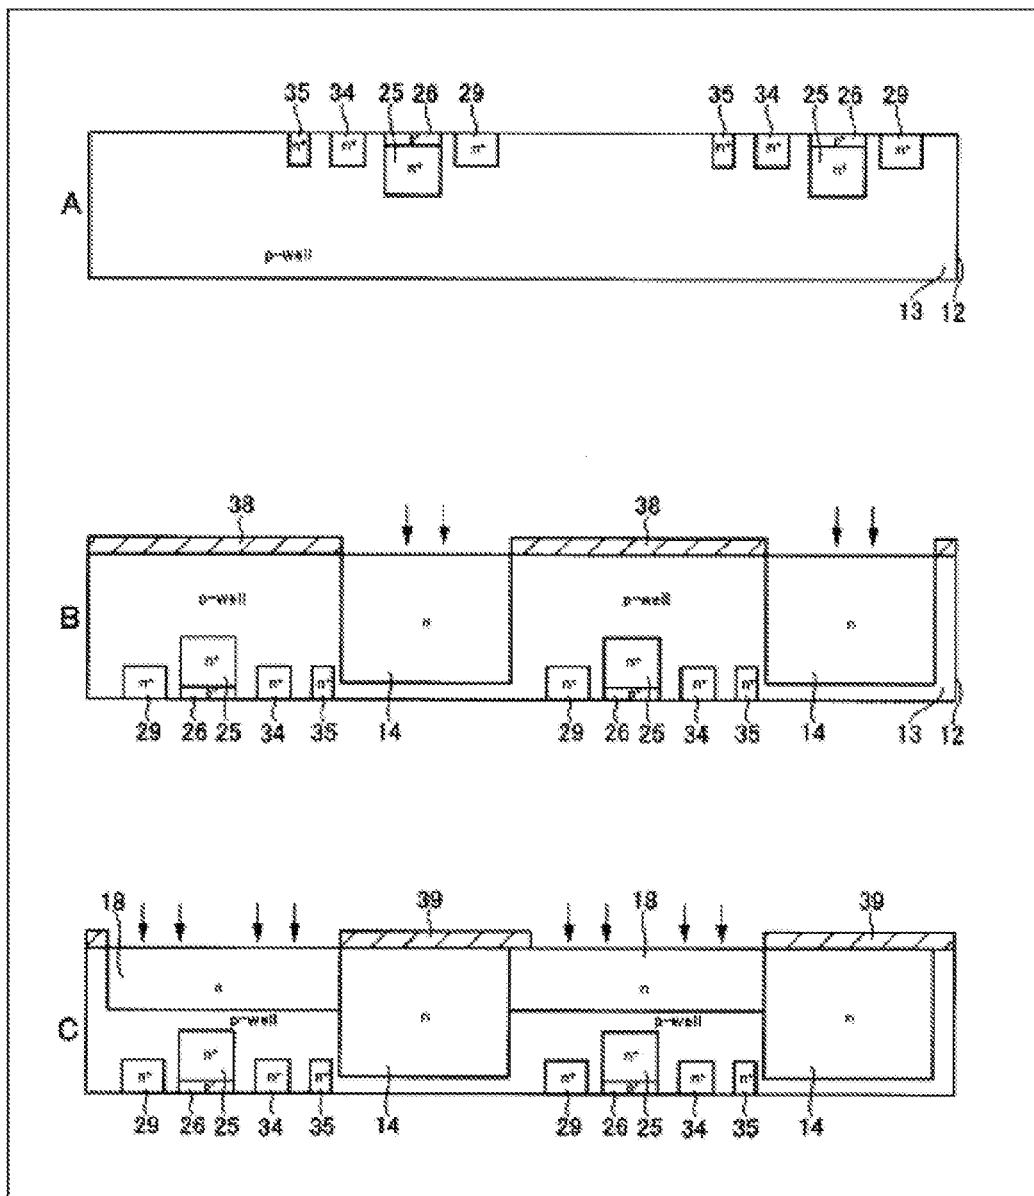 35 34 25 26 29 35 34 25 26 29
n+ n+ n+ n+ n+ n+ n+ n+
A
p-well
13 12
38 38
p-well n p-well n
B
n+ n+ n+ n+ n+ n+ n+ n+
29 26 25 34 35 14 29 26 25 34 35 14 13 12
18 39 18 39
n n n n
C
p-well p-well
n+ n+ n+ n+ n+ n+ n+ n+
29 26 25 34 35 14 29 26 25 34 35 14